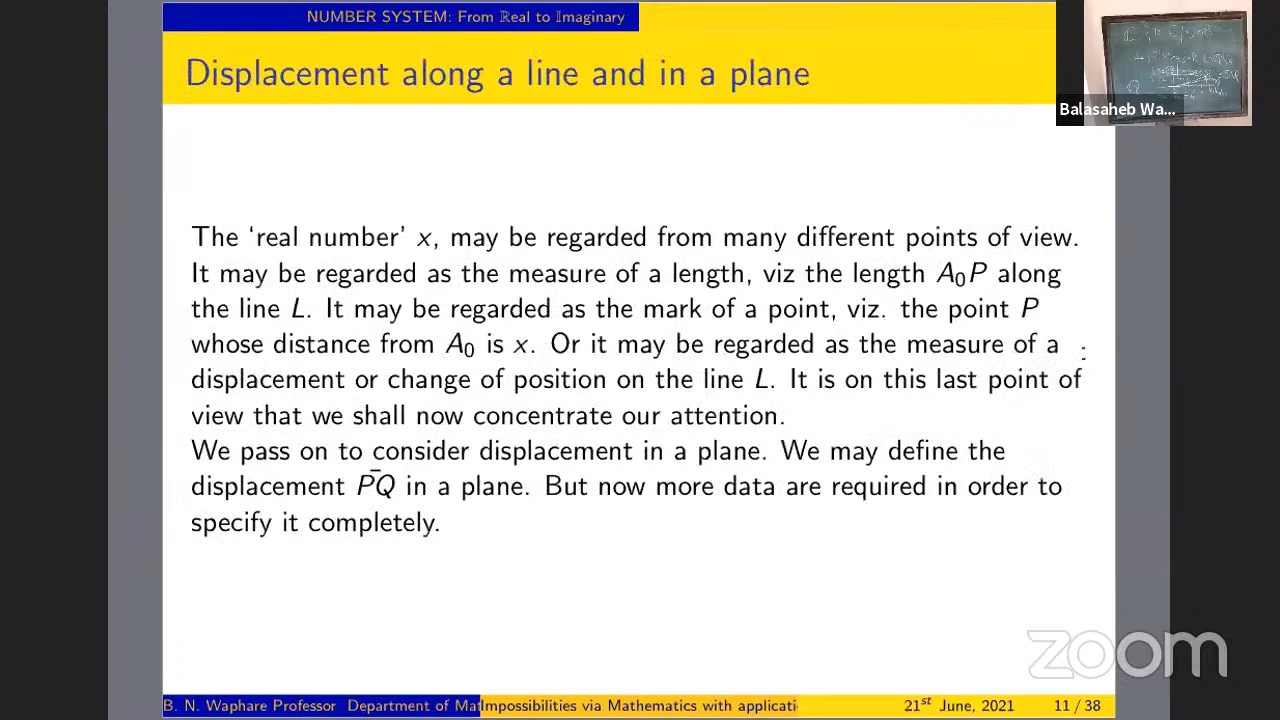 NUMBER SYSTEM: From ℝeal to 𝕀maginary
Displacement along a line and in a plane
Balasaheb Wa...
The ‘real number’ x, may be regarded from many different points of view.
It may be regarded as the measure of a length, viz the length A₀P along
the line L. It may be regarded as the mark of a point, viz. the point P
whose distance from A₀ is x. Or it may be regarded as the measure of a
displacement or change of position on the line L. It is on this last point of
view that we shall now concentrate our attention.
We pass on to consider displacement in a plane. We may define the
displacement P̄Q in a plane. But now more data are required in order to
specify it completely.
zoom
B. N. Waphare Professor Department of Mat Impossibilities via Mathematics with applicati 21st June, 2021 11 / 38